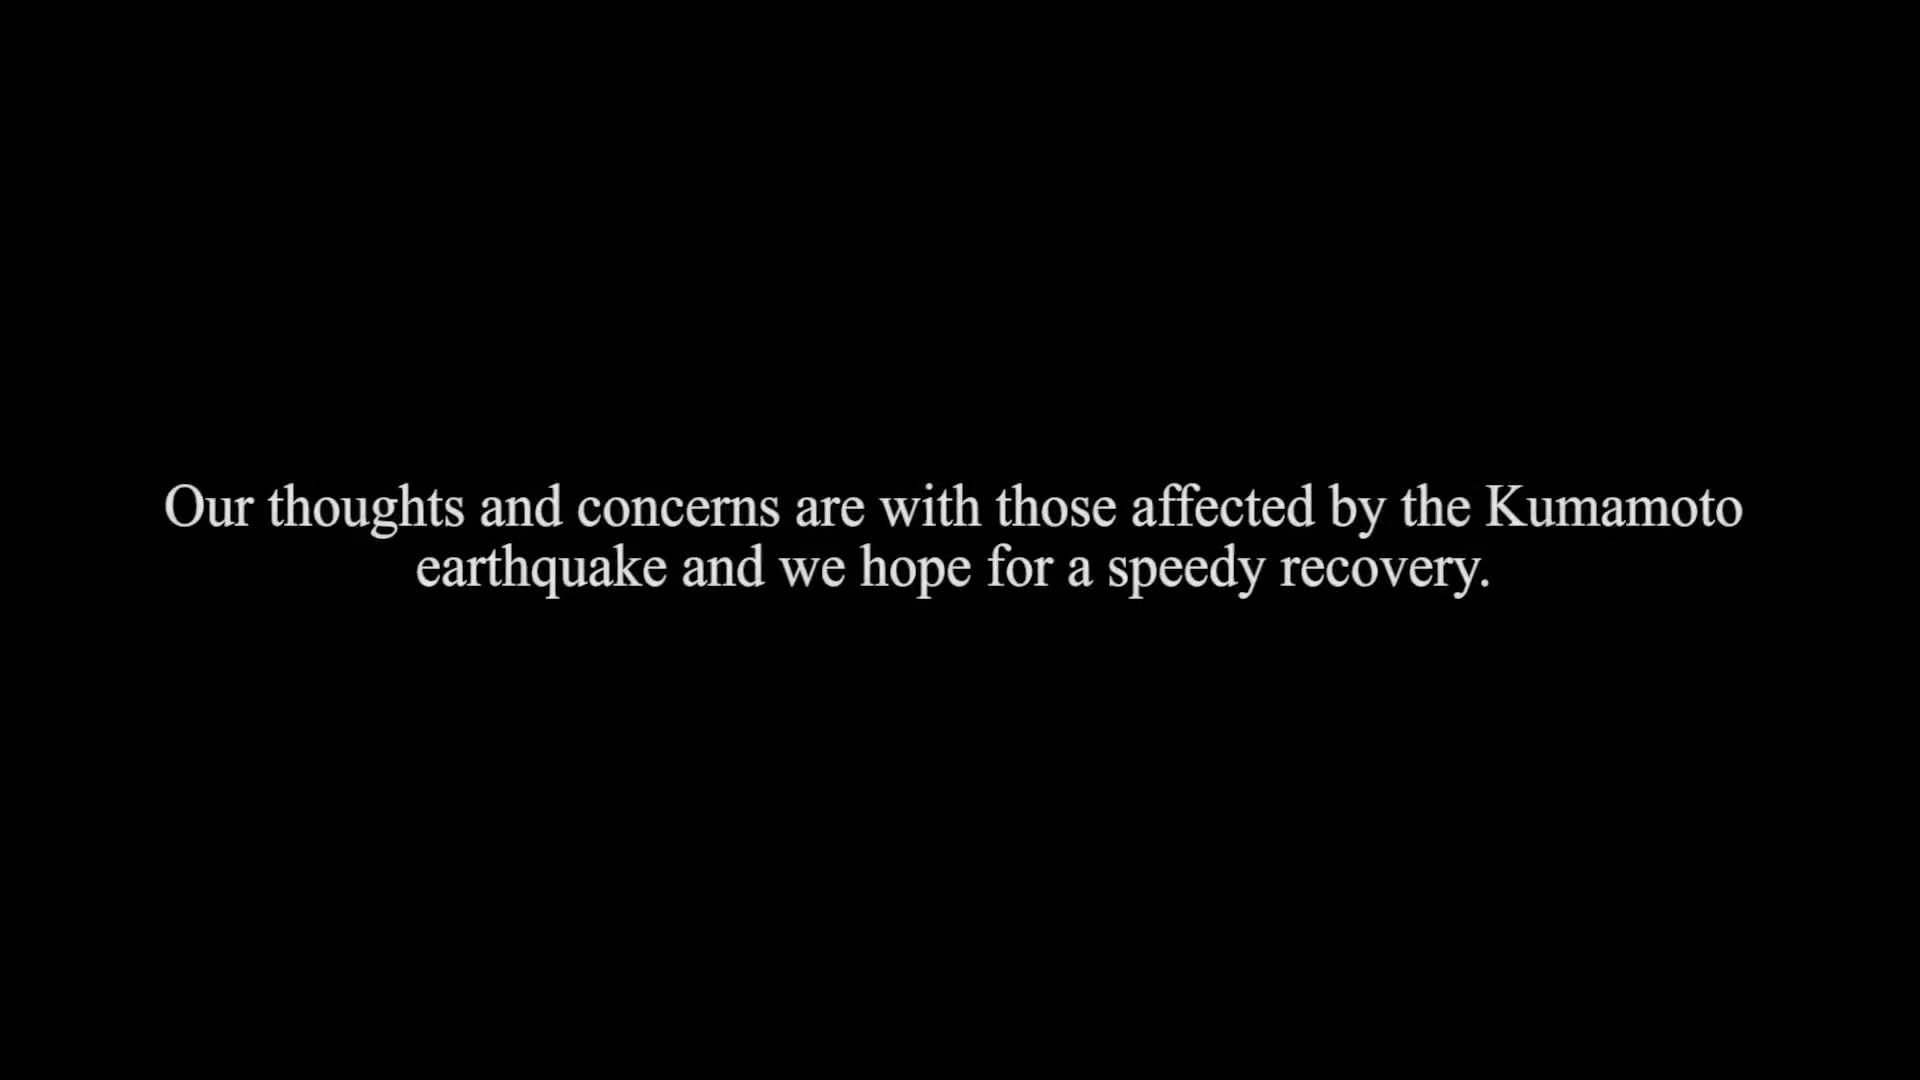 Our thoughts and concerns are with those affected by the Kumamoto
earthquake and we hope for a speedy recovery.